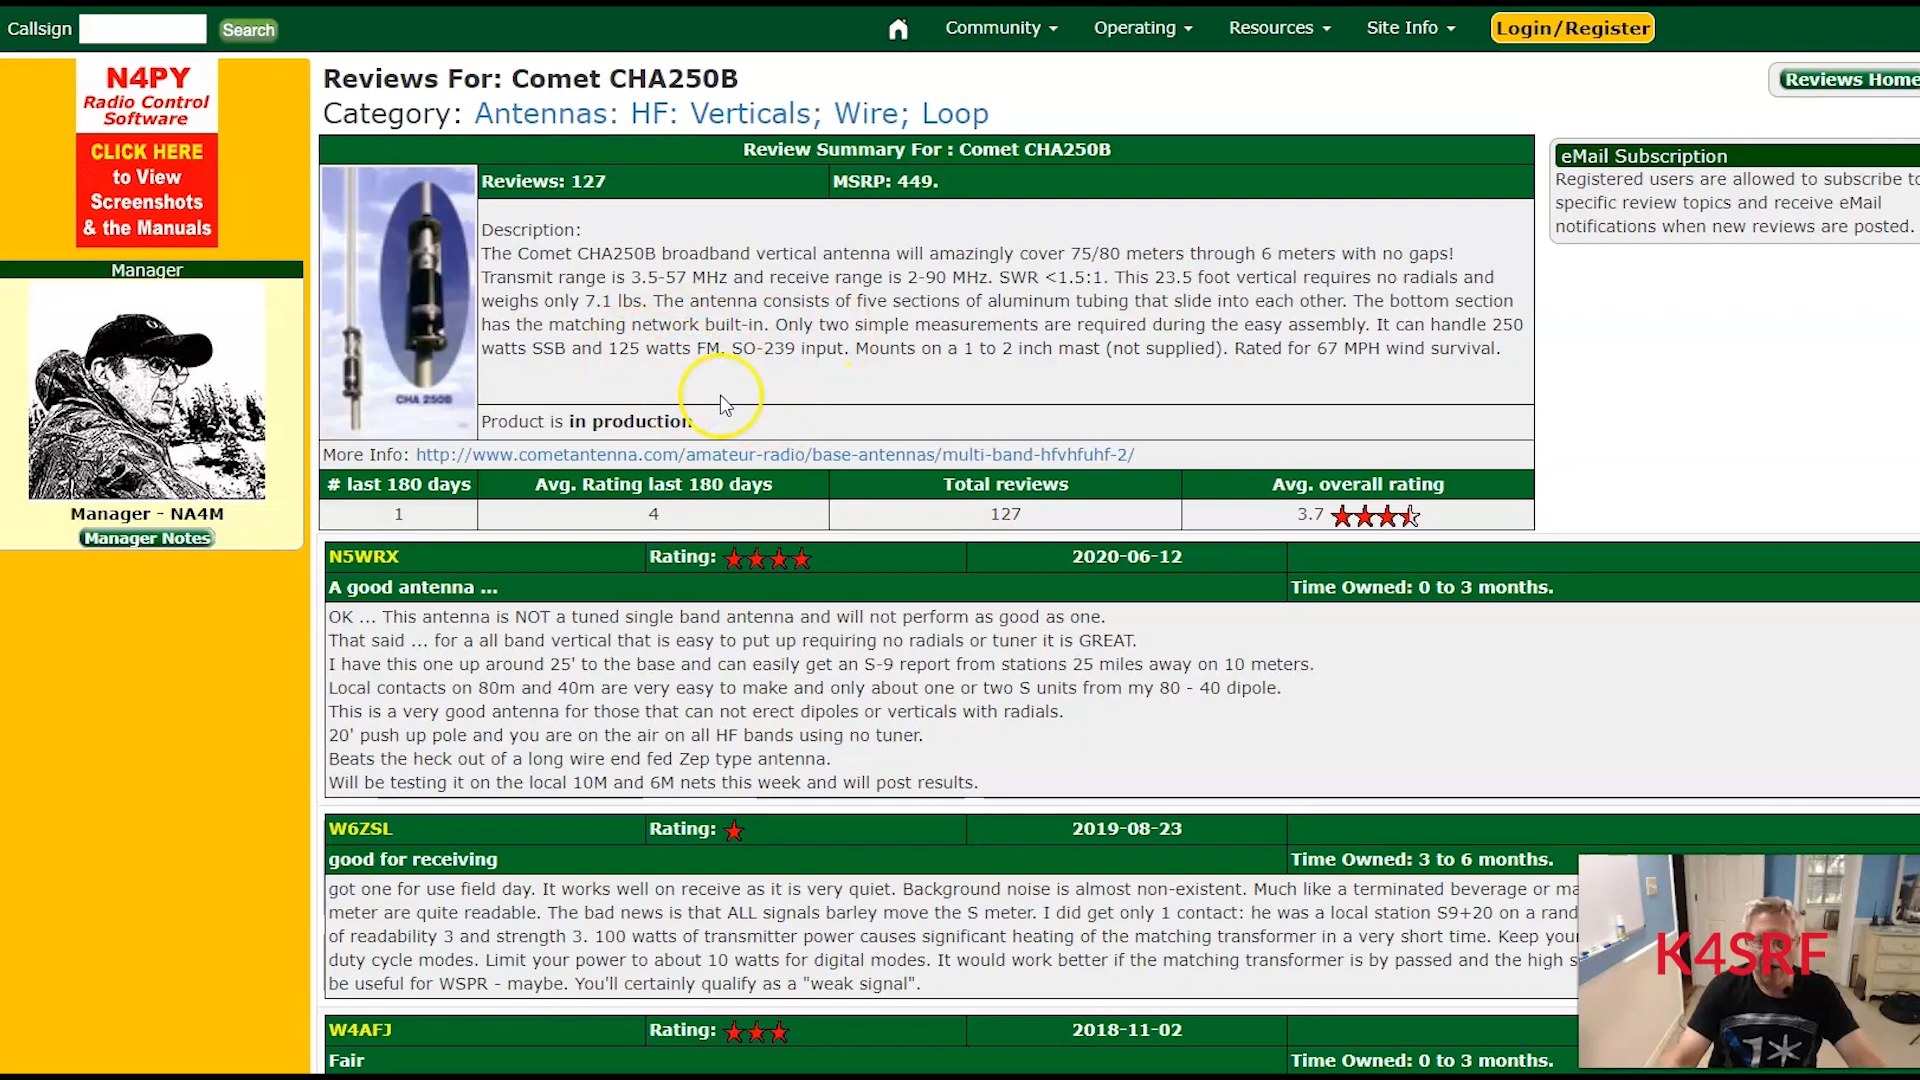 Callsign
Search
Community
Operating
Resources
Site Info
Login/Register
N4PY
Radio Control
Software
CLICK HERE
to View
Screenshots
& the Manuals
Manager
Manager - NA4M
Manager Notes
Reviews For: Comet CHA250B
Category: Antennas: HF: Verticals; Wire; Loop
Reviews Home
Review Summary For : Comet CHA250B
Reviews: 127
MSRP: 449.
CHA 250B
Description:
The Comet CHA250B broadband vertical antenna will amazingly cover 75/80 meters through 6 meters with no gaps!
Transmit range is 3.5-57 MHz and receive range is 2-90 MHz. SWR <1.5:1. This 23.5 foot vertical requires no radials and
weighs only 7.1 lbs. The antenna consists of five sections of aluminum tubing that slide into each other. The bottom section
has the matching network built-in. Only two simple measurements are required during the easy assembly. It can handle 250
watts SSB and 125 watts FM. SO-239 input. Mounts on a 1 to 2 inch mast (not supplied). Rated for 67 MPH wind survival.
Product is in production.
More Info: http://www.cometantenna.com/amateur-radio/base-antennas/multi-band-hfvhfuhf-2/
# last 180 days
Avg. Rating last 180 days
Total reviews
Avg. overall rating
1
4
127
3.7
eMail Subscription
Registered users are allowed to subscribe to
specific review topics and receive eMail
notifications when new reviews are posted.
N5WRX
Rating:
2020-06-12
A good antenna ...
Time Owned: 0 to 3 months.
OK ... This antenna is NOT a tuned single band antenna and will not perform as good as one.
That said ... for a all band vertical that is easy to put up requiring no radials or tuner it is GREAT.
I have this one up around 25' to the base and can easily get an S-9 report from stations 25 miles away on 10 meters.
Local contacts on 80m and 40m are very easy to make and only about one or two S units from my 80 - 40 dipole.
This is a very good antenna for those that can not erect dipoles or verticals with radials.
20' push up pole and you are on the air on all HF bands using no tuner.
Beats the heck out of a long wire end fed Zep type antenna.
Will be testing it on the local 10M and 6M nets this week and will post results.
W6ZSL
Rating:
2019-08-23
good for receiving
Time Owned: 3 to 6 months.
got one for use field day. It works well on receive as it is very quiet. Background noise is almost non-existent. Much like a terminated beverage or ma
meter are quite readable. The bad news is that ALL signals barley move the S meter. I did get only 1 contact: he was a local station S9+20 on a rand
of readability 3 and strength 3. 100 watts of transmitter power causes significant heating of the matching transformer in a very short time. Keep your
duty cycle modes. Limit your power to about 10 watts for digital modes. It would work better if the matching transformer is by passed and the high s
be useful for WSPR - maybe. You'll certainly qualify as a "weak signal".
W4AFJ
Rating:
2018-11-02
Fair
Time Owned: 0 to 3 months.
K4SRF
1*